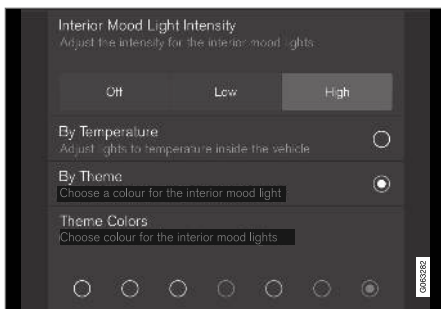 Interior Mood Light Intensity
Adjust the intensity for the interior mood lights
Off Low High
By Temperature
Adjust lights to temperature inside the vehicle
By Theme
Choose a colour for the interior mood light
Theme Colors
Choose colour for the interior mood lights
G063282